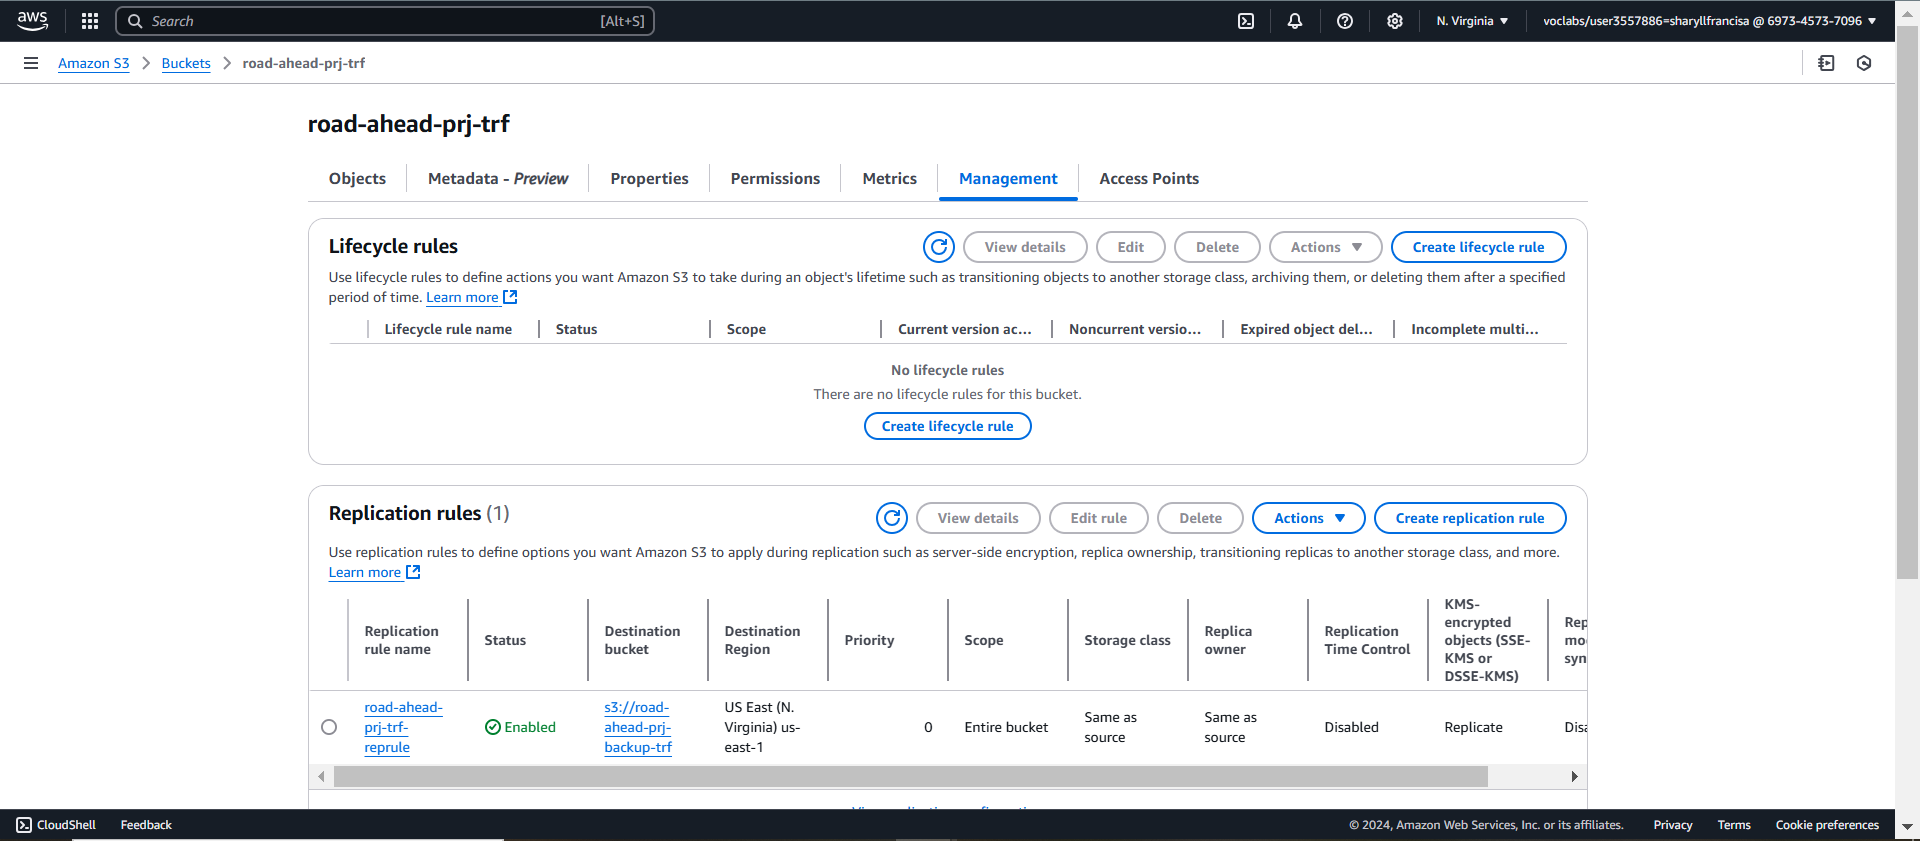 aws
Search
[Alt+S]
N. Virginia
voclabs/user3557886=sharyllfrancisa @ 6973-4573-7096
Amazon S3
Buckets
road-ahead-prj-trf
road-ahead-prj-trf
Objects
Metadata - Preview
Properties
Permissions
Metrics
Management
Access Points
Lifecycle rules
View details
Edit
Delete
Actions
Create lifecycle rule
Use lifecycle rules to define actions you want Amazon S3 to take during an object's lifetime such as transitioning objects to another storage class, archiving them, or deleting them after a specified
period of time. Learn more
Lifecycle rule name
Status
Scope
Current version ac...
Noncurrent versio...
Expired object del...
Incomplete multi...
No lifecycle rules
There are no lifecycle rules for this bucket.
Create lifecycle rule
Replication rules (1)
View details
Edit rule
Delete
Actions
Create replication rule
Use replication rules to define options you want Amazon S3 to apply during replication such as server-side encryption, replica ownership, transitioning replicas to another storage class, and more.
Learn more
Replication
rule name
Status
Destination
bucket
Destination
Region
Priority
Scope
Storage class
Replica
owner
Replication
Time Control
KMS-
encrypted
objects (SSE-
KMS or
DSSE-KMS)
Rep
mo
syn
road-ahead-
prj-trf-
reprule
Enabled
s3://road-
ahead-prj-
backup-trf
US East (N.
Virginia) us-
east-1
0
Entire bucket
Same as
source
Same as
source
Disabled
Replicate
Disa
CloudShell
Feedback
© 2024, Amazon Web Services, Inc. or its affiliates.
Privacy
Terms
Cookie preferences